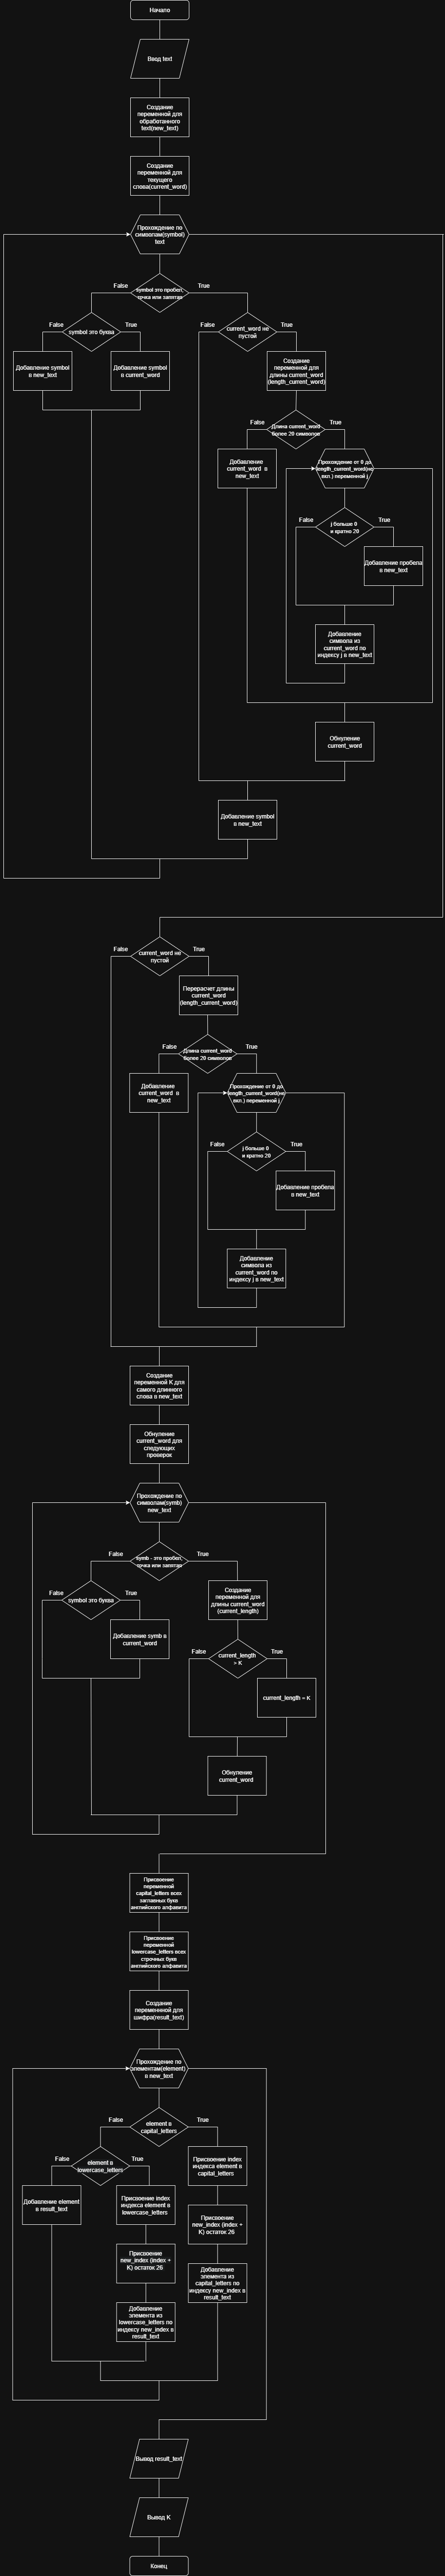 Начало
Ввод text
Создание
переменной для
обработанного
text(new_text)
Создание
переменной для
текущего
слова(current_word)
Прохождение по
символам(symbol)
text
False
symbol это пробел,
точка или запятая
True
False
symbol это буква
True
Добавление symbol
в new_text
Добавление symbol
в current_word
False
current_word не
пустой
True
Создание
переменной для
длины current_word
(length_current_word)
False
Длина current_word
более 20 символов
True
Добавление
current_word в
new_text
Прохождение от 0 до
length_current_word(не
вкл.) переменной j
False
j больше 0
и кратно 20
True
Добавление пробела
в new_text
Добавление
символа из
current_word по
индексу j в new_text
Обнуление
current_word
Добавление symbol
в new_text
False
current_word не
пустой
True
Перерасчет длины
current_word
(length_current_word)
False
Длина current_word
более 20 символов
True
Добавление
current_word в
new_text
Прохождение от 0 до
length_current_word(не
вкл.) переменной j
False
j больше 0
и кратно 20
True
Добавление пробела
в new_text
Добавление
символа из
current_word по
индексу j в new_text
Создание
переменной K для
самого длинного
слова в new_text
Обнуление
current_word для
следующих
проверок
Прохождение по
символам(symb)
new_text
False
symb - это пробел,
точка или запятая
True
False
symbol это буква
True
Добавление symb в
current_word
Создание
переменной для
длины current_word
(current_length)
False
current_length
> K
True
current_length = K
Обнуление
current_word
Присвоение
переменной
capital_letters всех
заглавных букв
английского алфавита
Присвоение
переменной
lowercase_letters всех
строчных букв
английского алфавита
Создание
переменнной для
шифра(result_text)
Прохождение по
элементам(element)
в new_text
False
element в
capital_letters
True
False
element в
lowercase_letters
True
Добавление element
в result_text
Присвоение index
индекса element в
lowercase_letters
Присвоение
new_index (index +
K) остаток 26
Добавление
элемента из
lowercase_letters по
индексу new_index в
result_text
Присвоение index
индекса element в
capital_letters
Присвоение
new_index (index +
K) остаток 26
Добавление
элемента из
capital_letters по
индексу new_index в
result_text
Вывод result_text
Вывод K
Конец